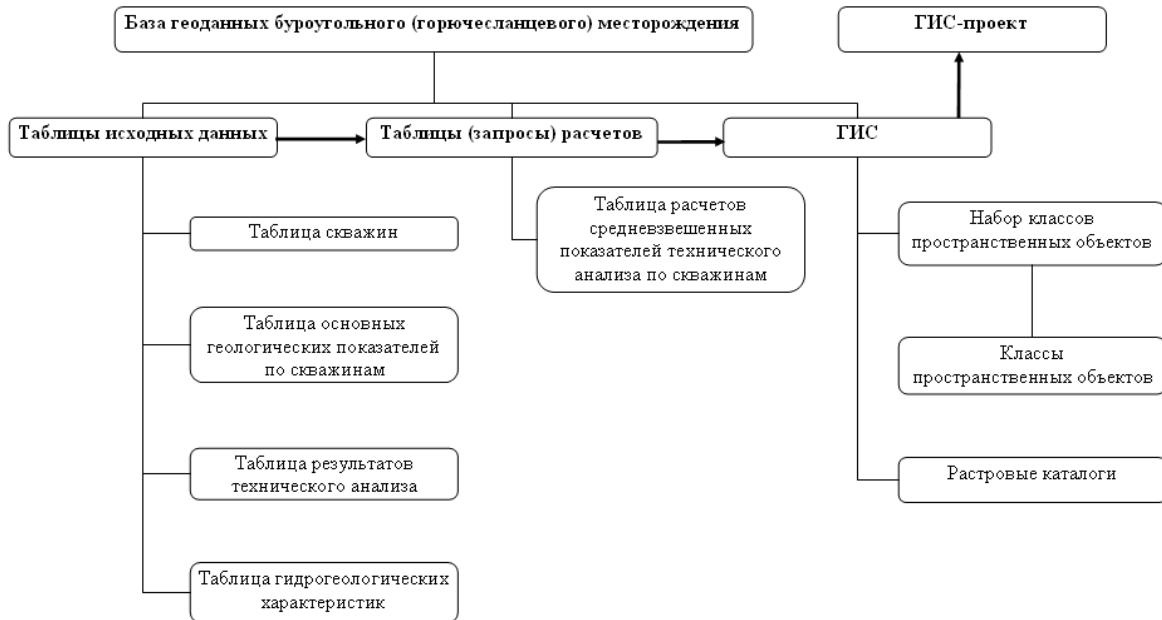 База геоданных буроугольного (горючесланцевого) месторождения
ГИС-проект
Таблицы исходных данных
Таблицы (запросы) расчетов
ГИС
Таблица скважин
Таблица основных
геологических показателей
по скважинам
Таблица результатов
технического анализа
Таблица гидрогеологических
характеристик
Таблица расчетов
средневзвешенных
показателей технического
анализа по скважинам
Набор классов
пространственных объектов
Классы
пространственных объектов
Растровые каталоги